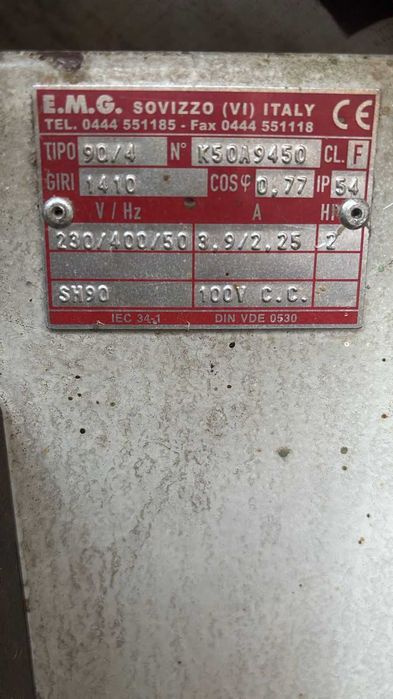 E.M.G. SOVIZZO (VI) ITALY CE
TEL. 0444 551185 - Fax 0444 551118
TIPO 90/4 N° K50A9450 CL. F
GIRI 1410 COSφ 0,77 IP 54
V / Hz A HP
230/400/50 3,9/2,25 2
SH90 100V C.C.
IEC 34-1 DIN VDE 0530